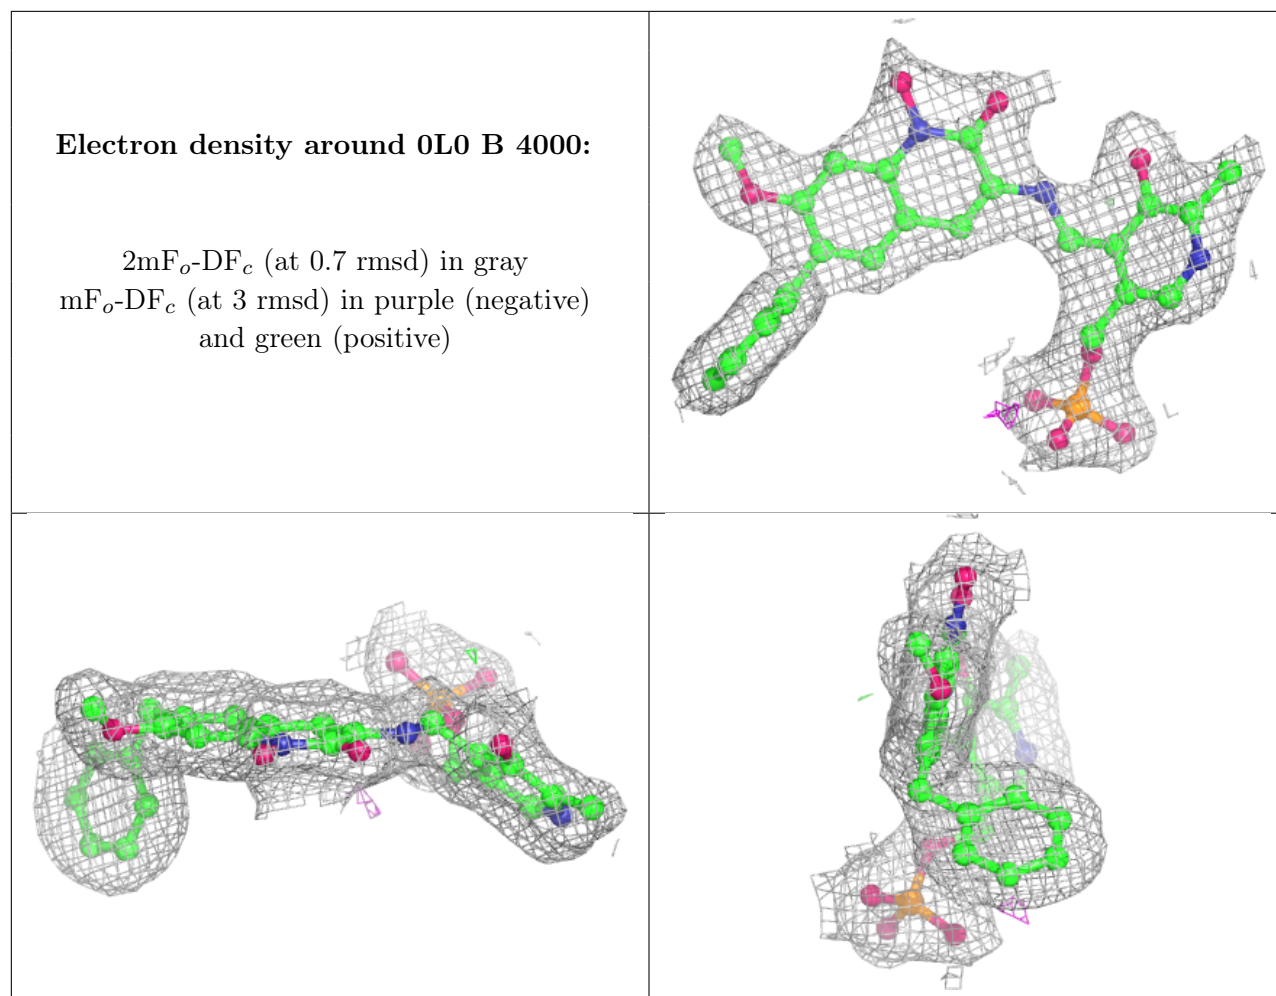 Electron density around 0L0 B 4000:
2mFo-DFc (at 0.7 rmsd) in gray
mFo-DFc (at 3 rmsd) in purple (negative)
and green (positive)